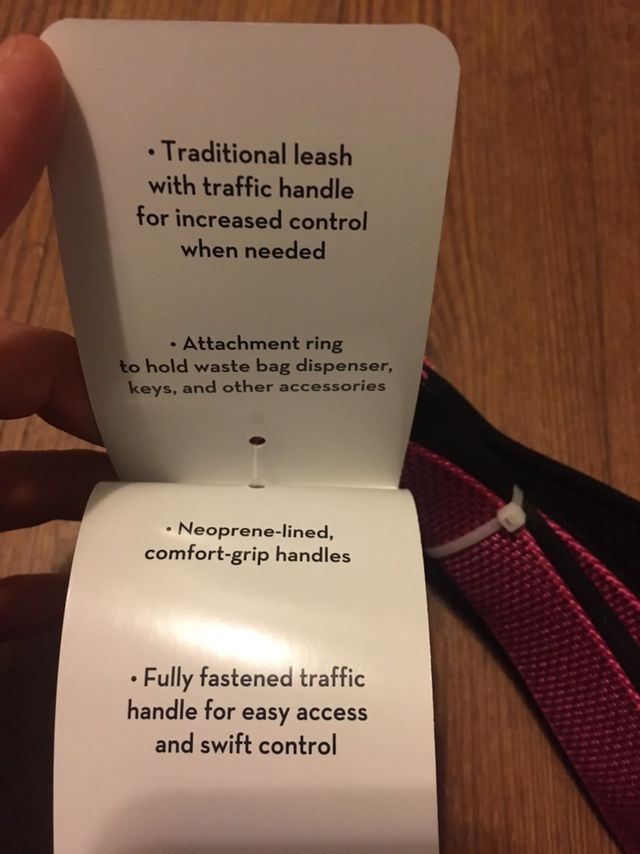 • Traditional leash
with traffic handle
for increased control
when needed
• Attachment ring
to hold waste bag dispenser,
keys, and other accessories
• Neoprene-lined,
comfort-grip handles
• Fully fastened traffic
handle for easy access
and swift control